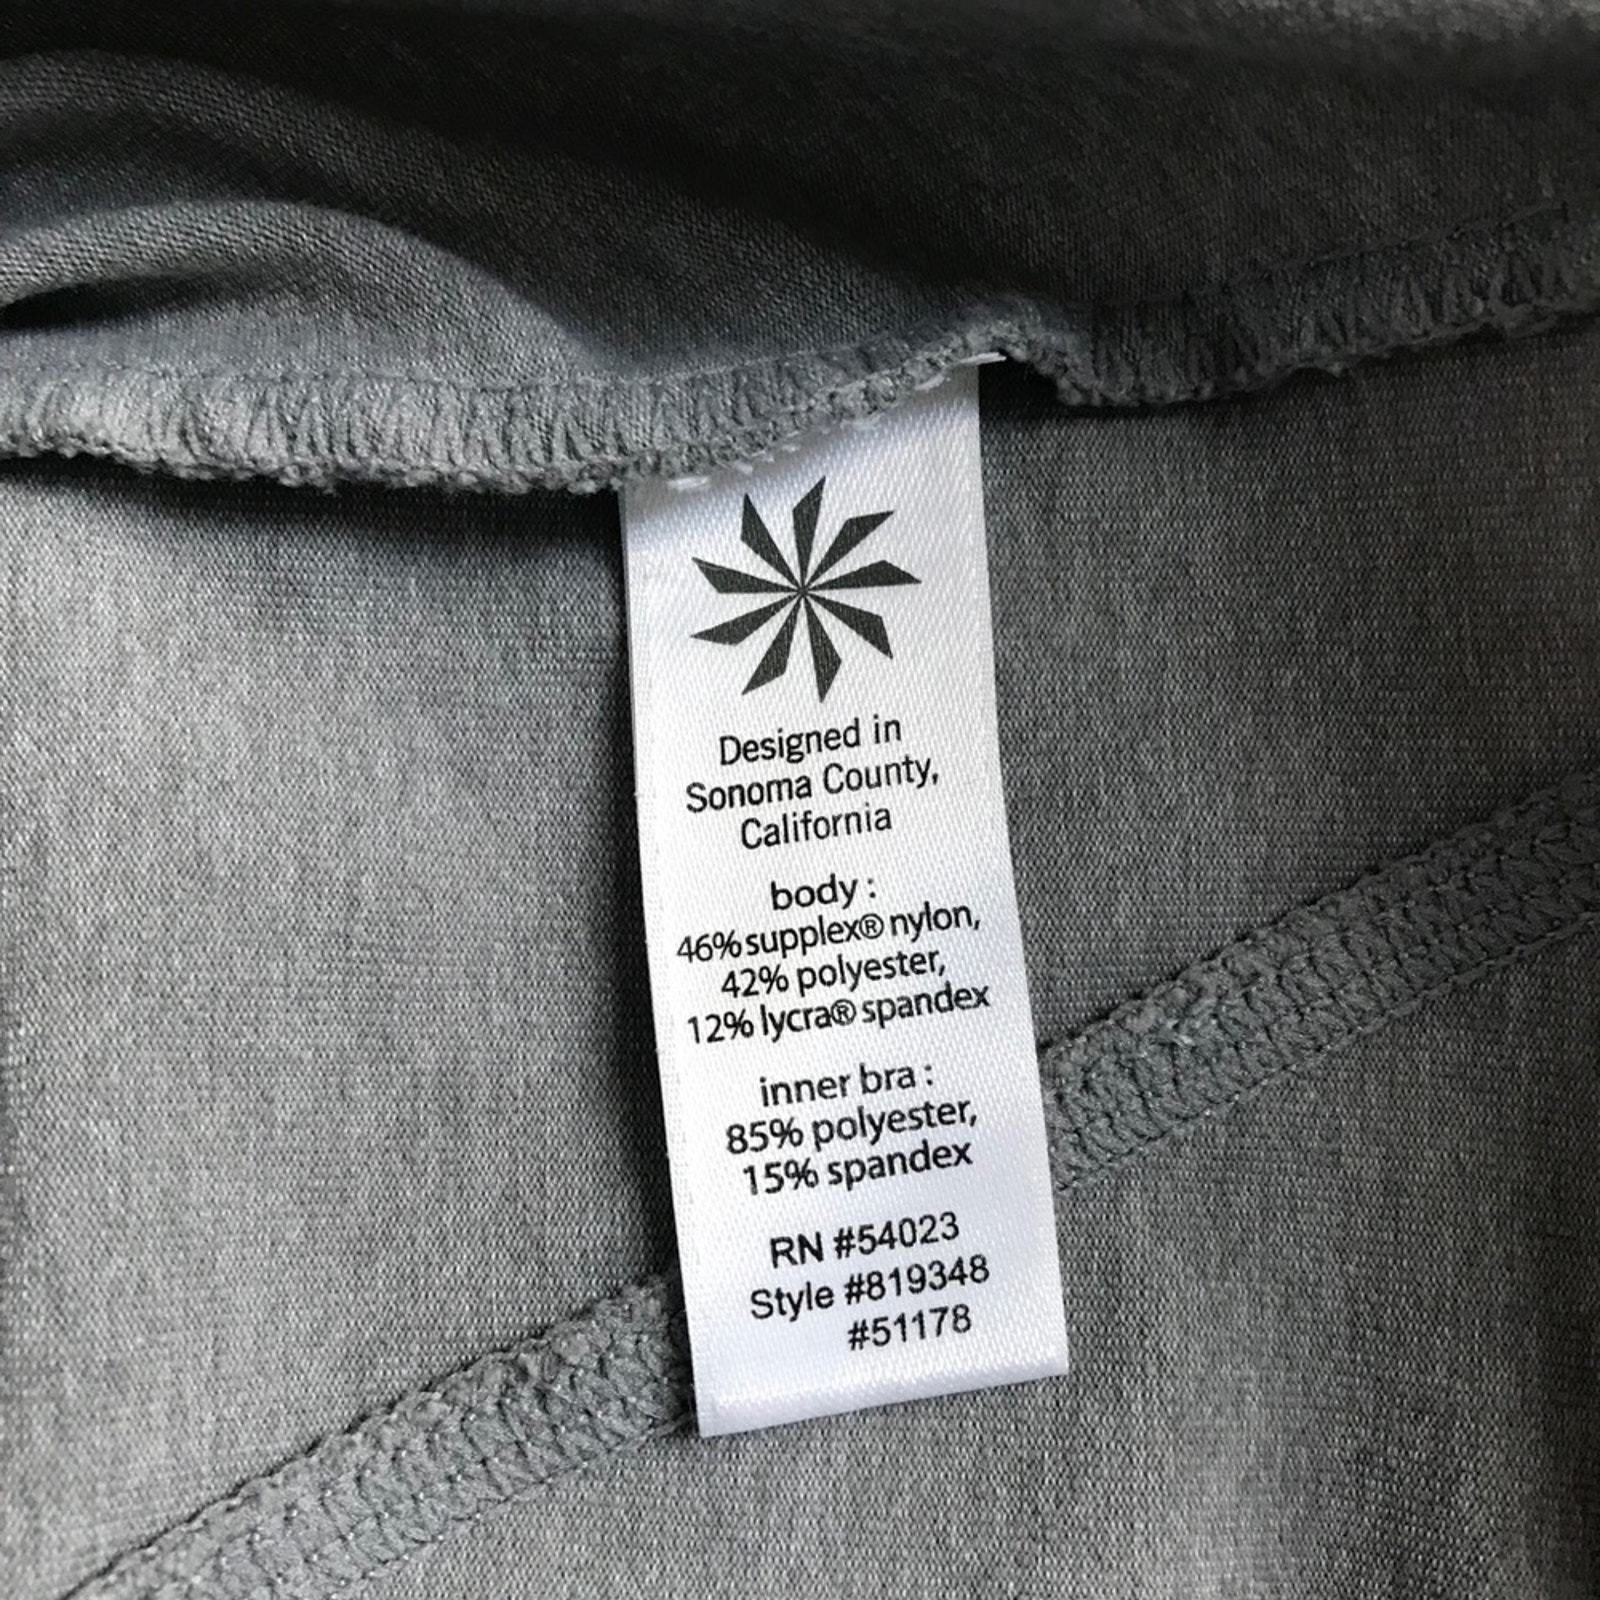 Designed in
Sonoma County,
California
body :
46% supplex® nylon,
42% polyester,
12% lycra® spandex
inner bra :
85% polyester,
15% spandex
RN #54023
Style #819348
#51178